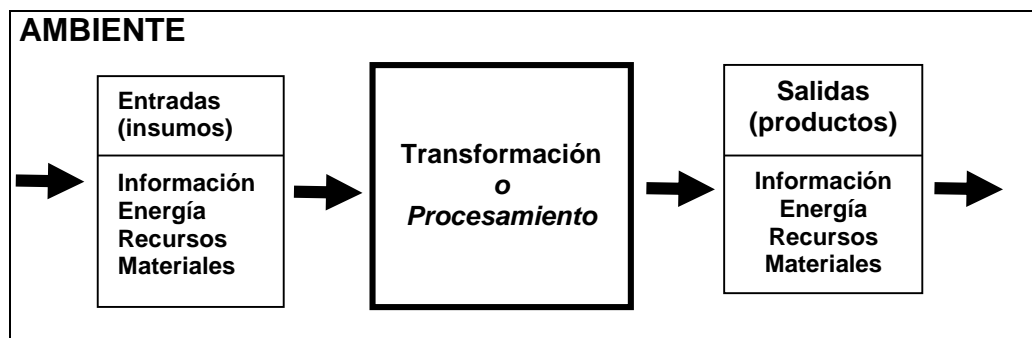 AMBIENTE
Entradas
(insumos)
Información
Energía
Recursos
Materiales
Transformación
o
Procesamiento
Salidas
(productos)
Información
Energía
Recursos
Materiales